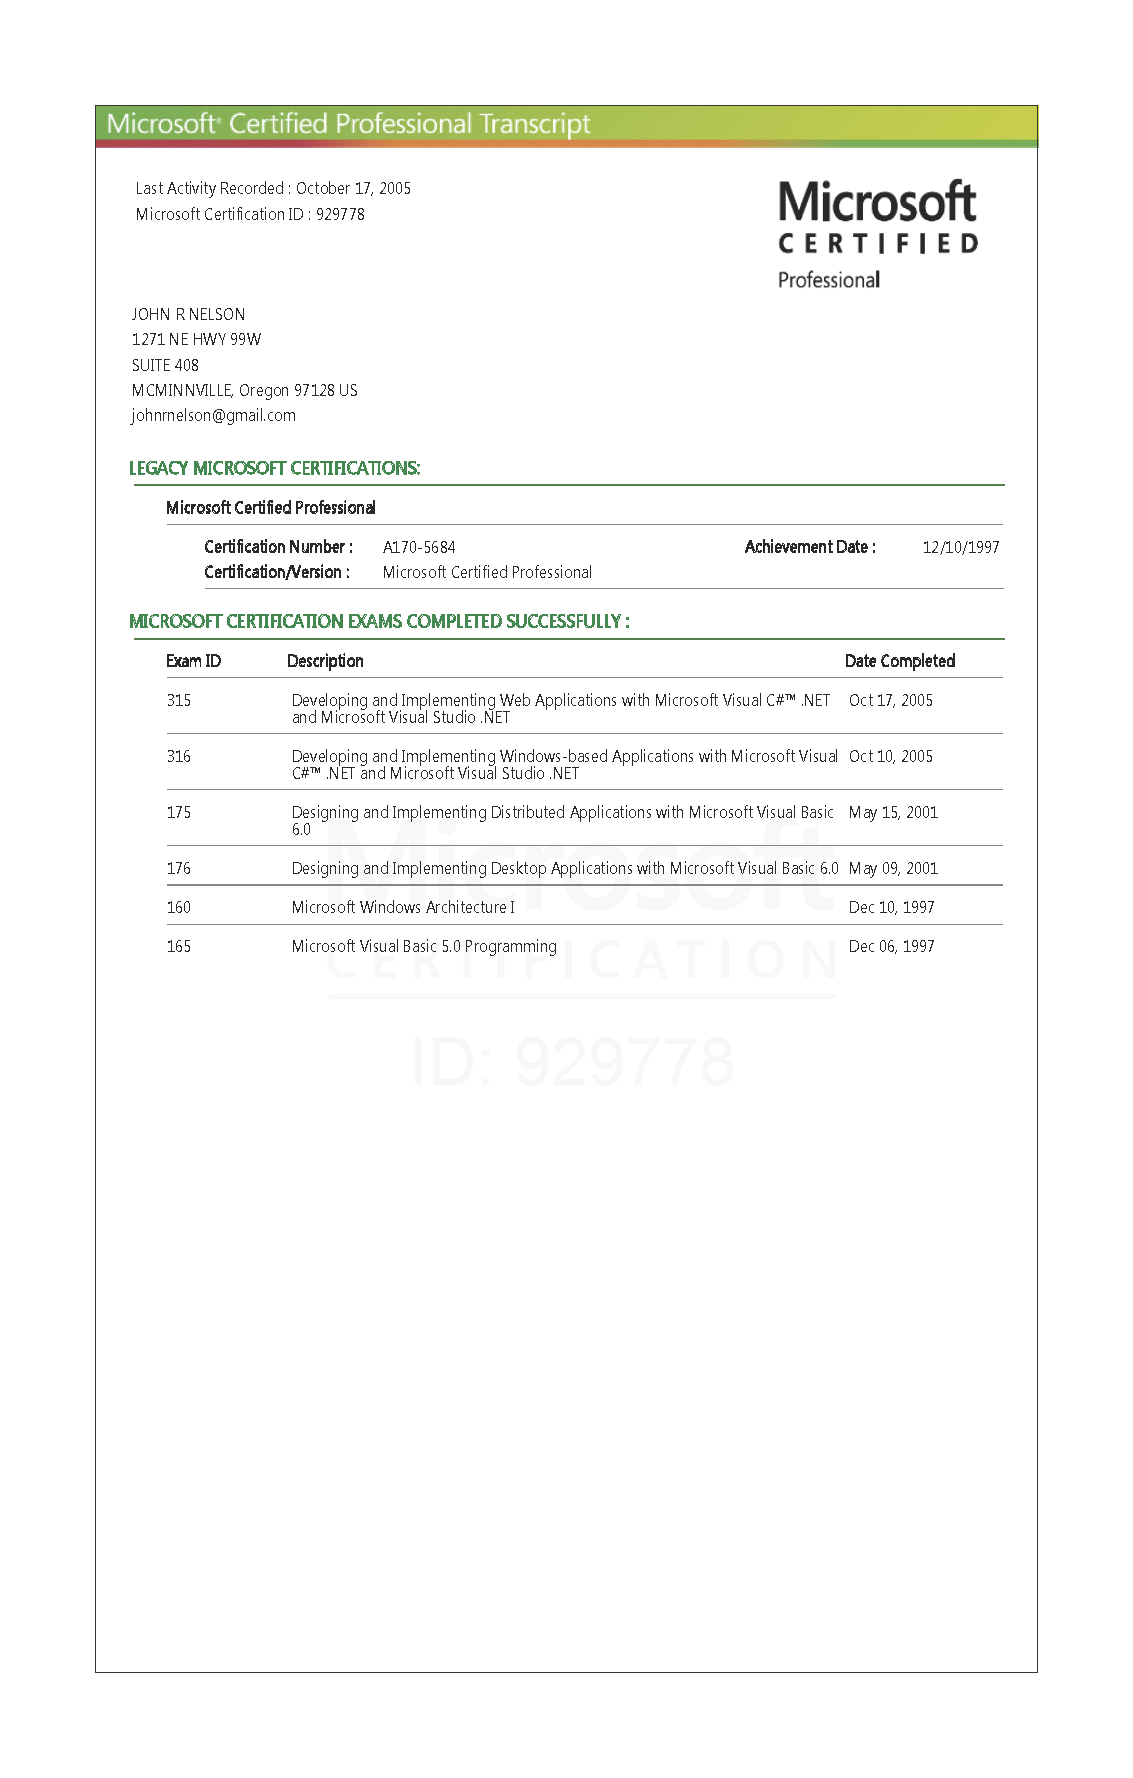 Microsoft® Certified Professional Transcript
Last Activity Recorded : October 17, 2005
Microsoft Certification ID : 929778
Microsoft
CERTIFIED
Professional
JOHN R NELSON
1271 NE HWY 99W
SUITE 408
MCMINNVILLE, Oregon 97128 US
johnrnelson@gmail.com
LEGACY MICROSOFT CERTIFICATIONS:
Microsoft Certified Professional
Certification Number : A170-5684 Achievement Date : 12/10/1997
Certification/Version : Microsoft Certified Professional
MICROSOFT CERTIFICATION EXAMS COMPLETED SUCCESSFULLY :
Exam ID Description Date Completed
315 Developing and Implementing Web Applications with Microsoft Visual C#™ .NET Oct 17, 2005
and Microsoft Visual Studio .NET
316 Developing and Implementing Windows-based Applications with Microsoft Visual Oct 10, 2005
C#™ .NET and Microsoft Visual Studio .NET
175 Designing and Implementing Distributed Applications with Microsoft Visual Basic May 15, 2001
6.0
176 Designing and Implementing Desktop Applications with Microsoft Visual Basic 6.0 May 09, 2001
160 Microsoft Windows Architecture I Dec 10, 1997
165 Microsoft Visual Basic 5.0 Programming Dec 06, 1997
Microsoft
CERTIFICATION
ID: 929778